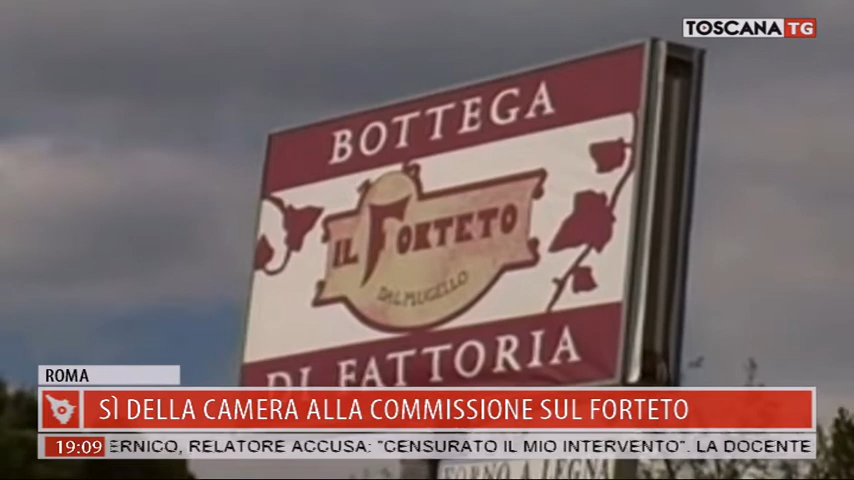 TOSCANA TG
BOTTEGA
IL FORTETO
DAL MUGELLO
DI FATTORIA
ROMA
SÌ DELLA CAMERA ALLA COMMISSIONE SUL FORTETO
19:09 ERNICO, RELATORE ACCUSA: "CENSURATO IL MIO INTERVENTO". LA DOCENTE
FORNO A LEGNA